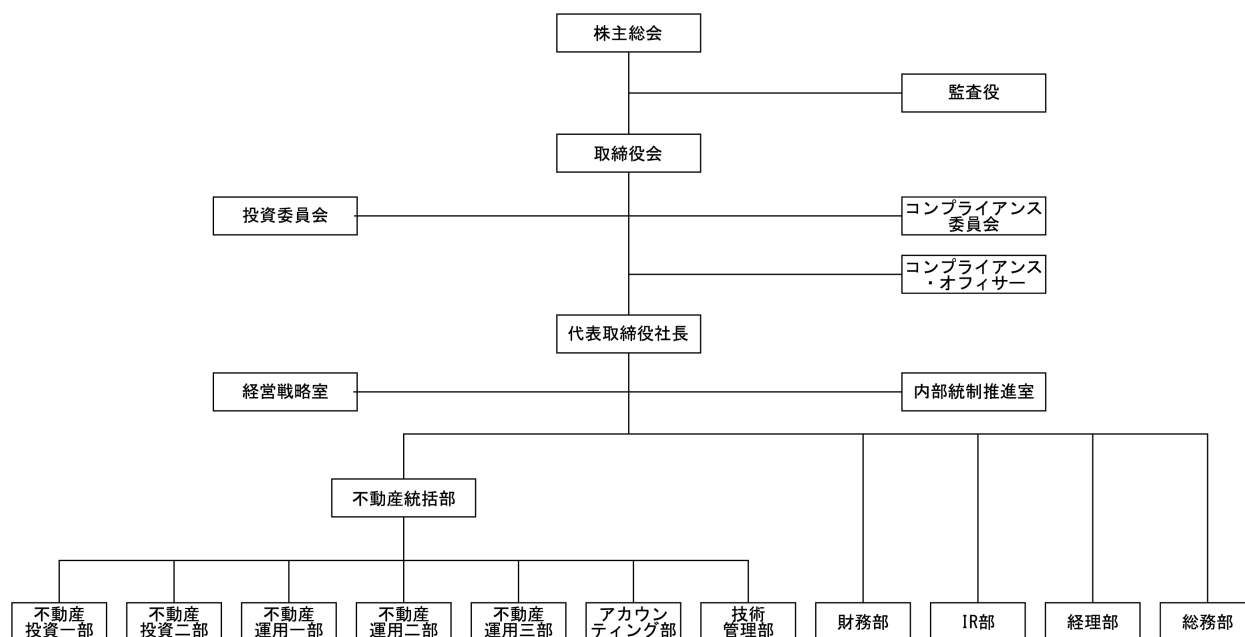 株主総会
監査役
取締役会
投資委員会
コンプライアンス
委員会
コンプライアンス
・オフィサー
代表取締役社長
経営戦略室
内部統制推進室
不動産統括部
不動産
投資一部
不動産
投資二部
不動産
運用一部
不動産
運用二部
不動産
運用三部
アカウン
ティング部
技術
管理部
財務部
IR部
経理部
総務部